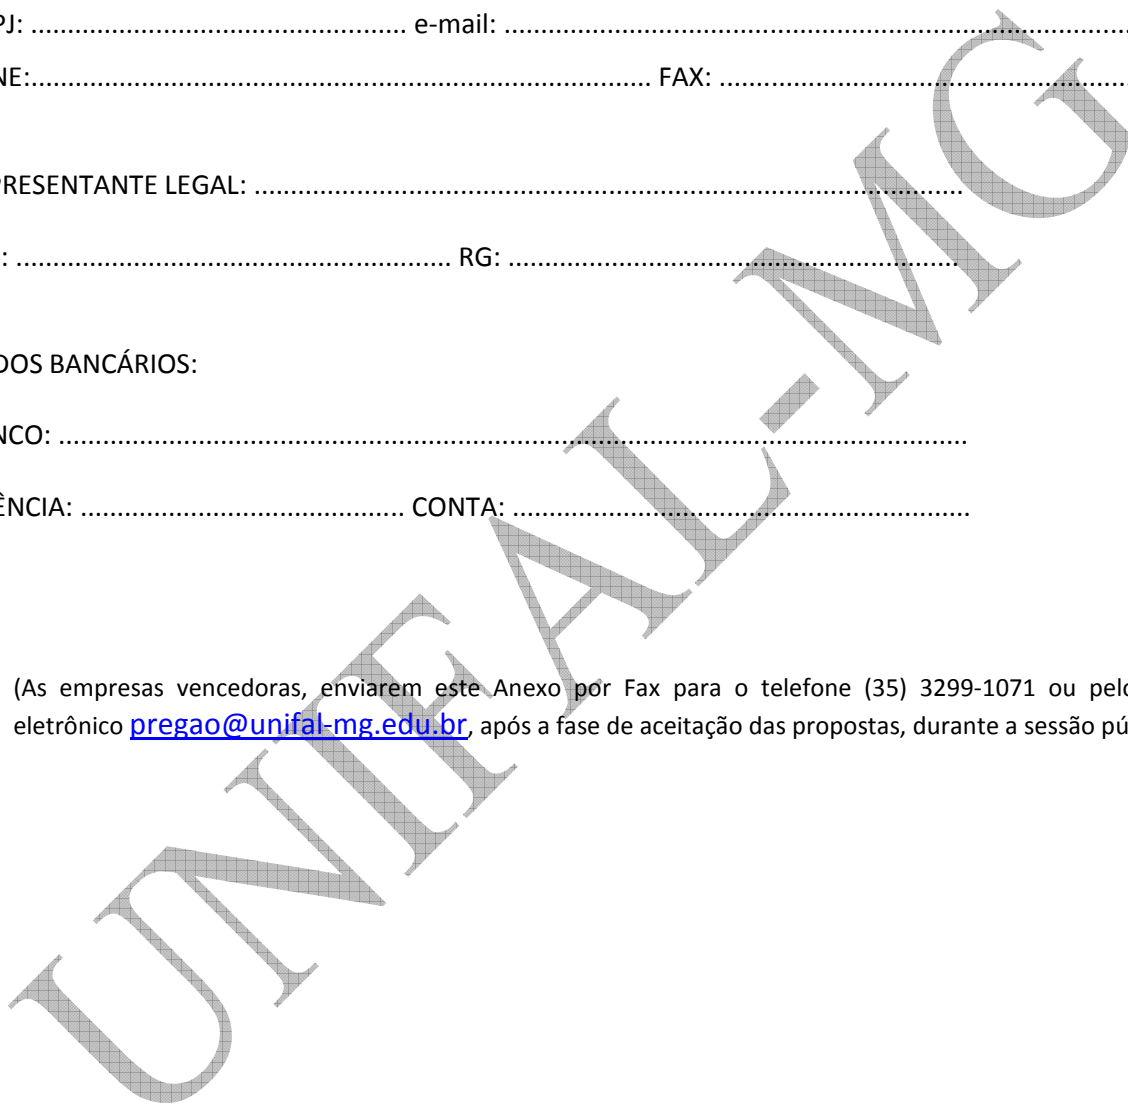 PJ: ................................................... e-mail: .....................................................................................
NE:.................................................................................... FAX: ........................................................
PRESENTANTE LEGAL: ................................................................................................
: ........................................................... RG: .............................................................
DOS BANCÁRIOS:
NCO: ...........................................................................................................................
ÊNCIA: ............................................ CONTA: ..............................................................
(As empresas vencedoras, enviarem este Anexo por Fax para o telefone (35) 3299-1071 ou pelo
eletrônico pregao@unifal-mg.edu.br, após a fase de aceitação das propostas, durante a sessão pú
UNIFAL-MG